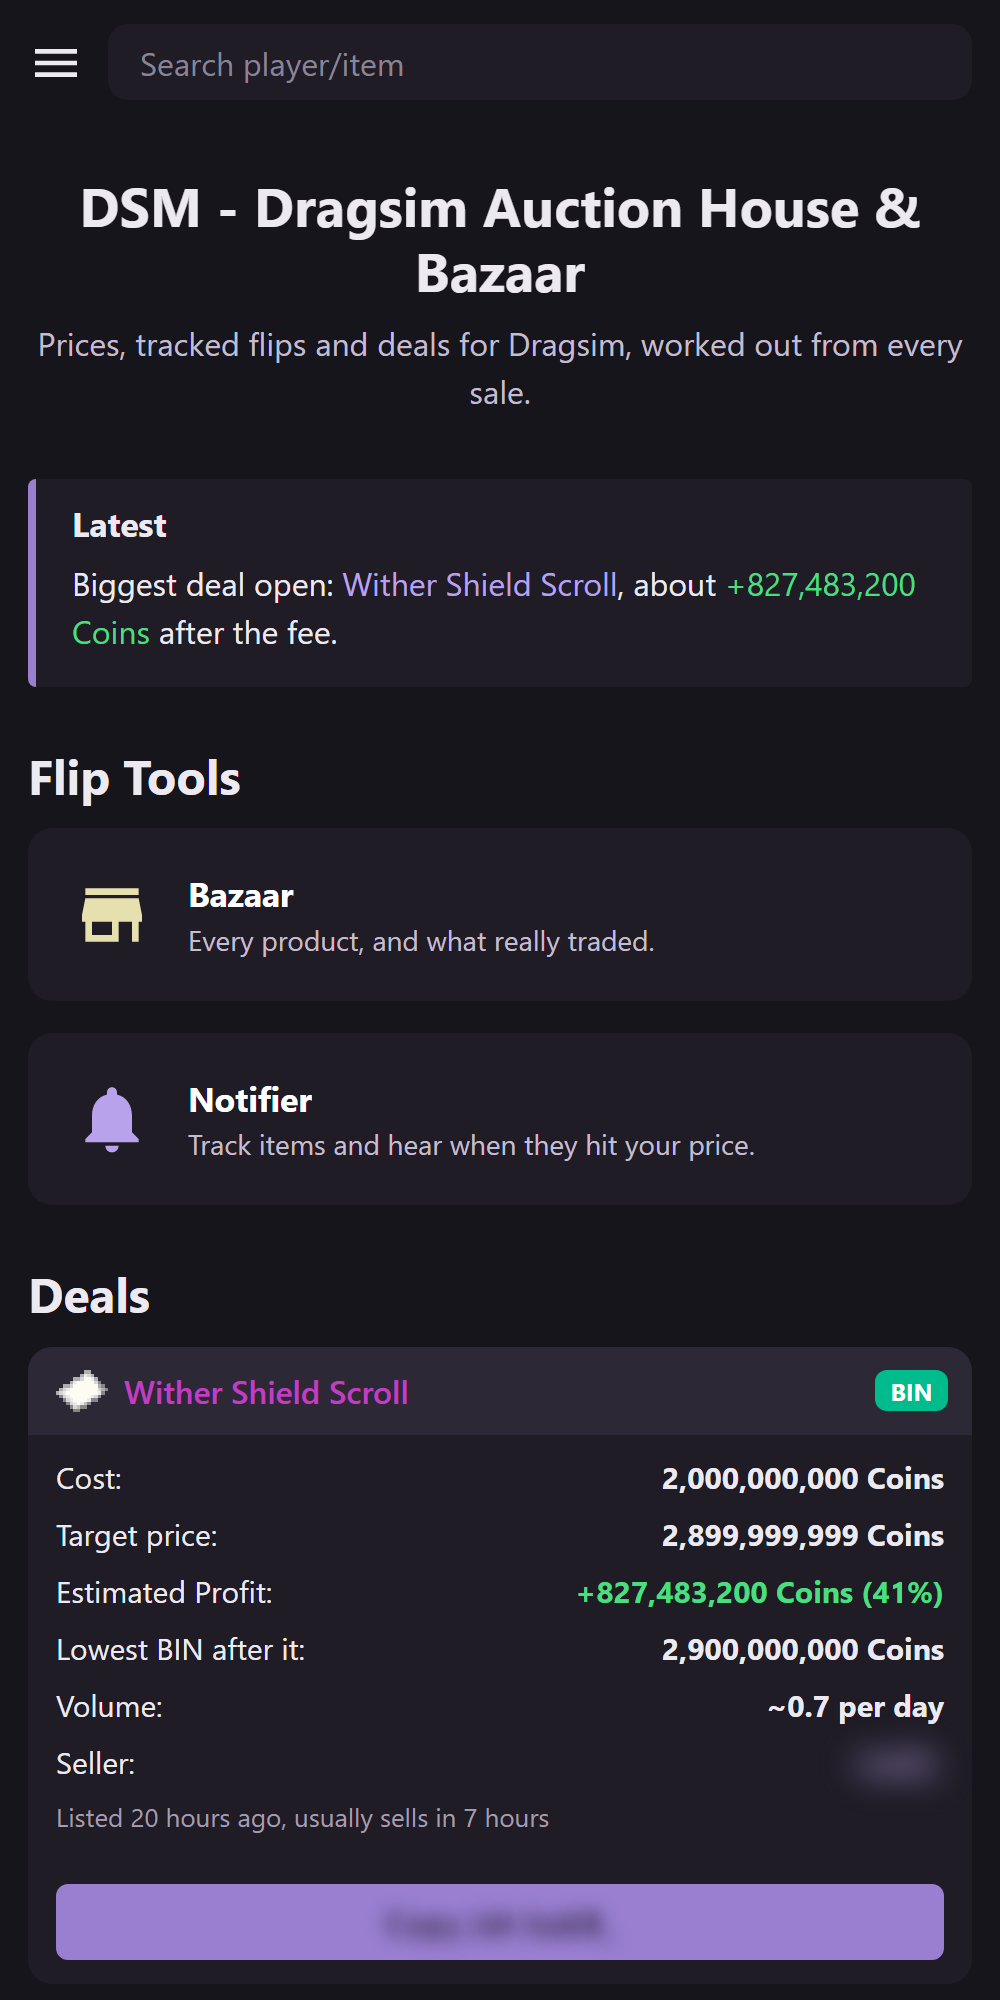 Search player/item
DSM - Dragsim Auction House &
Bazaar
Prices, tracked flips and deals for Dragsim, worked out from every
sale.
Latest
Biggest deal open: Wither Shield Scroll, about +827,483,200
Coins after the fee.
Flip Tools
Bazaar
Every product, and what really traded.
Notifier
Track items and hear when they hit your price.
Deals
Wither Shield Scroll BIN
Cost: 2,000,000,000 Coins
Target price: 2,899,999,999 Coins
Estimated Profit: +827,483,200 Coins (41%)
Lowest BIN after it: 2,900,000,000 Coins
Volume: ~0.7 per day
Seller:
Listed 20 hours ago, usually sells in 7 hours